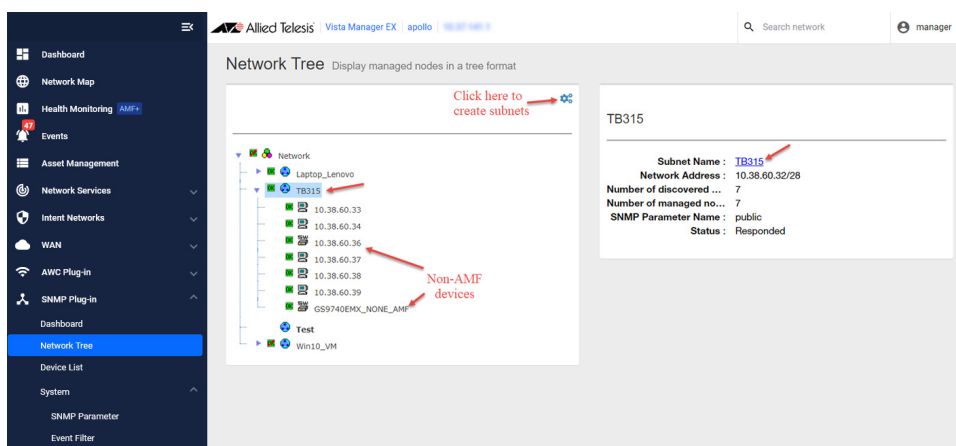 Allied Telesis Vista Manager EX apollo
Search network
manager
Dashboard
Network Map
Health Monitoring AMF+
47
Events
Asset Management
Network Services
Intent Networks
WAN
AWC Plug-in
SNMP Plug-in
Dashboard
Network Tree
Device List
System
SNMP Parameter
Event Filter
Network Tree Display managed nodes in a tree format
Click here to
create subnets
Network
Laptop_Lenovo
TB315
10.38.60.33
10.38.60.34
10.38.60.36
10.38.60.37
10.38.60.38
10.38.60.39
GS9740EMX_NONE_AMF
Test
Win10_VM
Non-AMF
devices
TB315
Subnet Name : TB315
Network Address : 10.38.60.32/28
Number of discovered ... 7
Number of managed no... 7
SNMP Parameter Name : public
Status : Responded